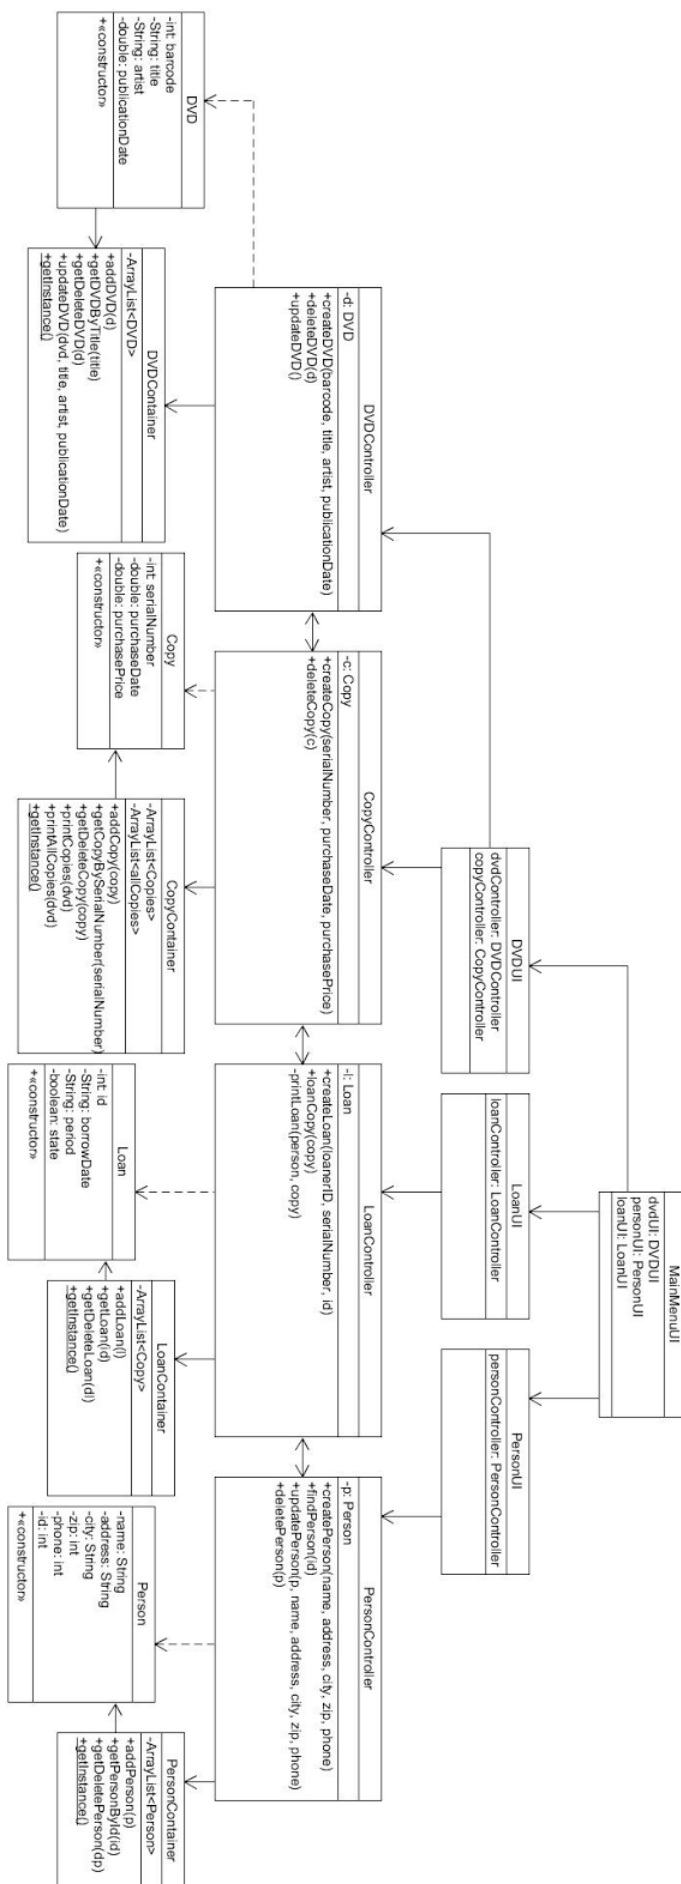 MainMenuUI
dvdUI: DVDUI
personUI: PersonUI
loanUI: LoanUI
DVDUI
dvdController: DVDController
copyController: CopyController
LoanUI
loanController: LoanController
PersonUI
personController: PersonController
DVDController
-d: DVD
+createDVD(barcode, title, artist, publicationDate)
+deleteDVD(d)
+updateDVD()
CopyController
-c: Copy
+createCopy(serialNumber, purchaseDate, purchasePrice)
+deleteCopy(c)
LoanController
-l: Loan
+createLoan(loanerID, serialNumber, id)
+loanCopy(copy)
-printLoan(person, copy)
PersonController
-p: Person
+createPerson(name, address, city, zip, phone)
+findPerson(id)
+updatePerson(p, name, address, city, zip, phone)
+deletePerson(p)
DVD
-int: barcode
-String: title
-String: artist
-double: publicationDate
+«constructor»
DVDContainer
-ArrayList<DVD>
+addDVD(d)
+getDVDByTitle(title)
+getDeleteDVD(d)
+updateDVD(dvd, title, artist, publicationDate)
+getInstance()
Copy
-int: serialNumber
-double: purchaseDate
-double: purchasePrice
+«constructor»
CopyContainer
-ArrayList<Copies>
-ArrayList<allCopies>
+addCopy(copy)
+getCopyBySerialNumber(serialNumber)
+getDeleteCopy(copy)
+printCopies(dvd)
+printAllCopies(dvd)
+getInstance()
Loan
-int: id
-String: borrowDate
-String: period
-boolean: state
+«constructor»
LoanContainer
-ArrayList<Copy>
+addLoan(l)
+getLoan(id)
+getDeleteLoan(dl)
+getInstance()
Person
-name: String
-address: String
-city: String
-zip: int
-phone: int
-id: int
+«constructor»
PersonContainer
-ArrayList<Person>
+addPerson(p)
+getPersonById(id)
+getDeletePerson(dp)
+getInstance()